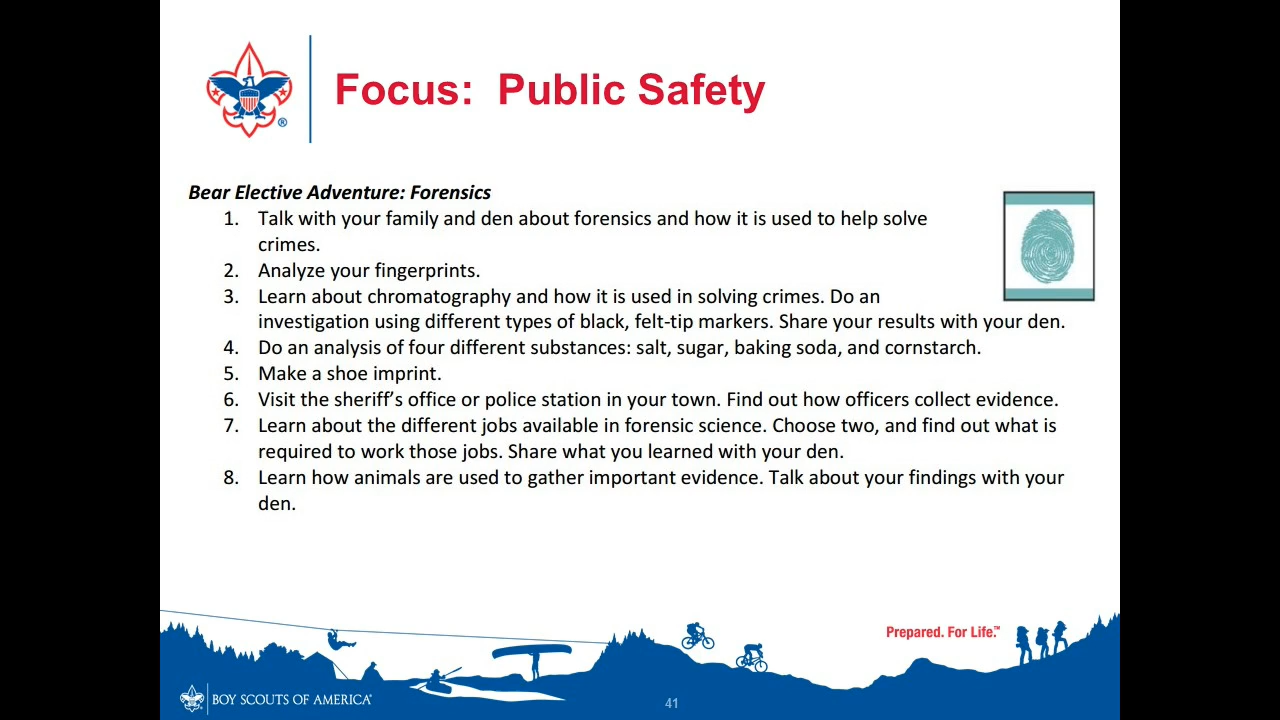 Focus:  Public Safety
®
Bear Elective Adventure: Forensics
1. Talk with your family and den about forensics and how it is used to help solve
crimes.
2. Analyze your fingerprints.
3. Learn about chromatography and how it is used in solving crimes. Do an
investigation using different types of black, felt-tip markers. Share your results with your den.
4. Do an analysis of four different substances: salt, sugar, baking soda, and cornstarch.
5. Make a shoe imprint.
6. Visit the sheriff’s office or police station in your town. Find out how officers collect evidence.
7. Learn about the different jobs available in forensic science. Choose two, and find out what is
required to work those jobs. Share what you learned with your den.
8. Learn how animals are used to gather important evidence. Talk about your findings with your
den.
Prepared. For Life.™
BOY SCOUTS OF AMERICA®
41